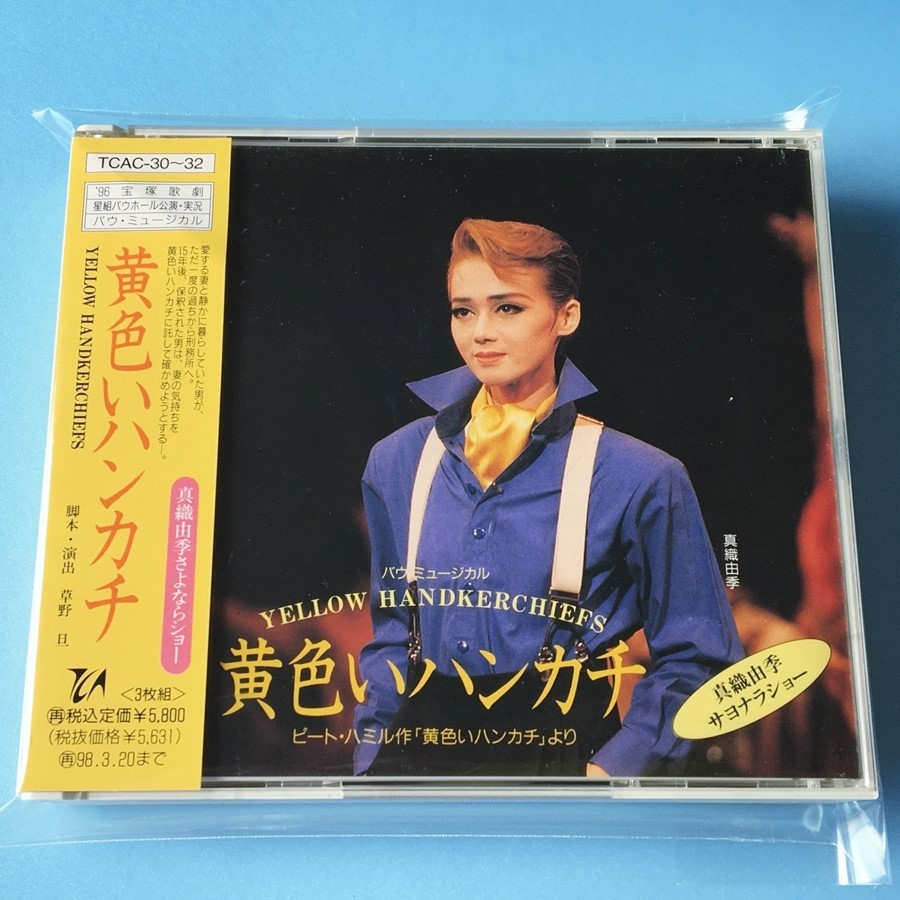 TCAC-30〜32
'96 宝塚歌劇
星組バウホール公演・実況
バウ・ミュージカル
黄色いハンカチ
YELLOW HANDKERCHIEFS
愛する妻と静かに暮らしていた男が、
ただ一度の過ちから刑務所へ。
15年後、保釈された男は、妻の気持ちを
黄色いハンカチに託して確かめようとする―。
真織由季さよならショー
脚本・演出 草野 旦
TCA
<3枚組>
再税込定価¥5,800
(税抜価格¥5,631)
再98.3.20まで
真織由季
バウ・ミュージカル
YELLOW HANDKERCHIEFS
黄色いハンカチ
ピート・ハミル作「黄色いハンカチ」より
真織由季
サヨナラショー